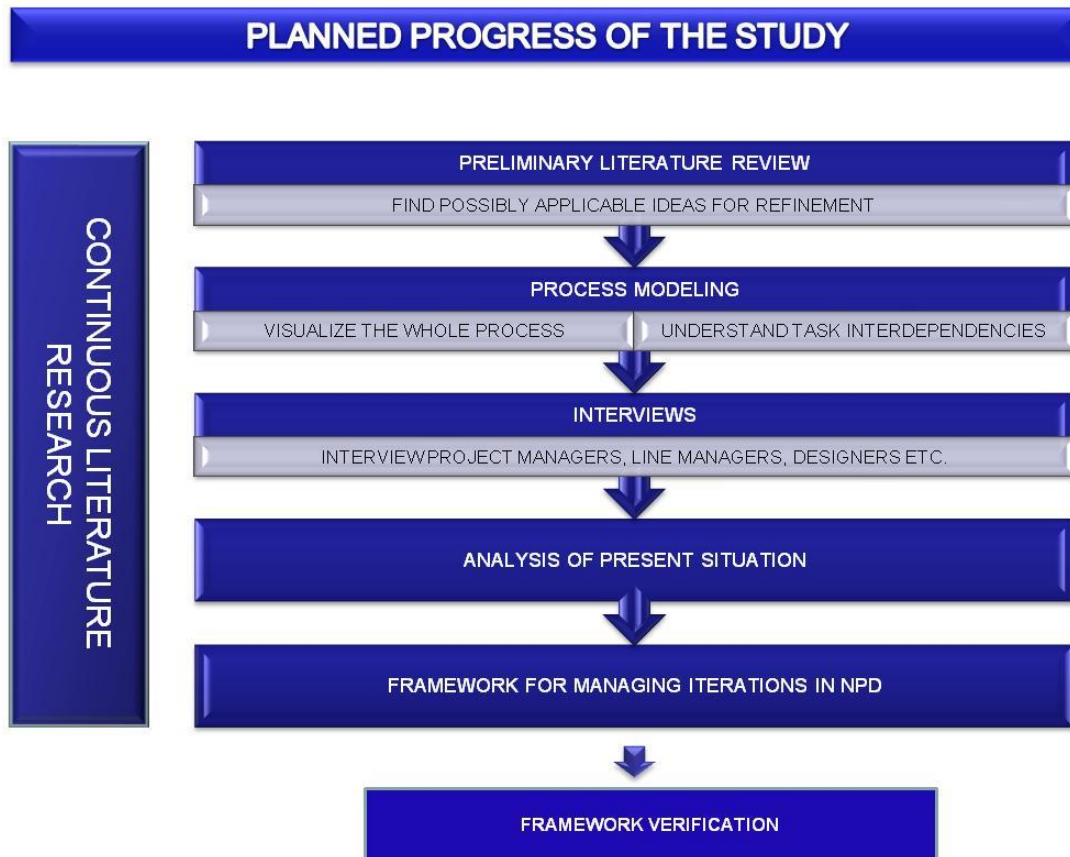 PLANNED PROGRESS OF THE STUDY
CONTINUOUS LITERATURE
RESEARCH
PRELIMINARY LITERATURE REVIEW
FIND POSSIBLY APPLICABLE IDEAS FOR REFINEMENT
PROCESS MODELING
VISUALIZE THE WHOLE PROCESS
UNDERSTAND TASK INTERDEPENDENCIES
INTERVIEWS
INTERVIEW PROJECT MANAGERS, LINE MANAGERS, DESIGNERS ETC.
ANALYSIS OF PRESENT SITUATION
FRAMEWORK FOR MANAGING ITERATIONS IN NPD
FRAMEWORK VERIFICATION